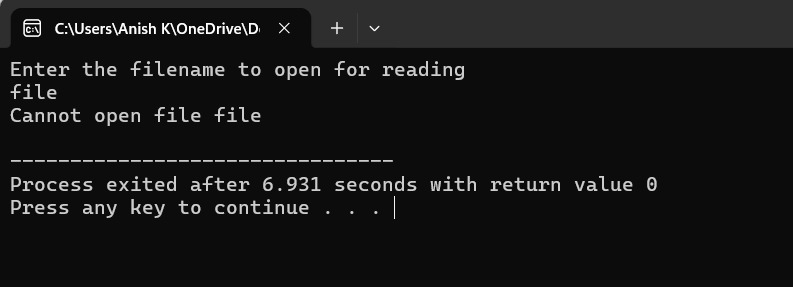 C:\Users\Anish K\OneDrive\D
Enter the filename to open for reading
file
Cannot open file file
--------------------------------
Process exited after 6.931 seconds with return value 0
Press any key to continue . . .